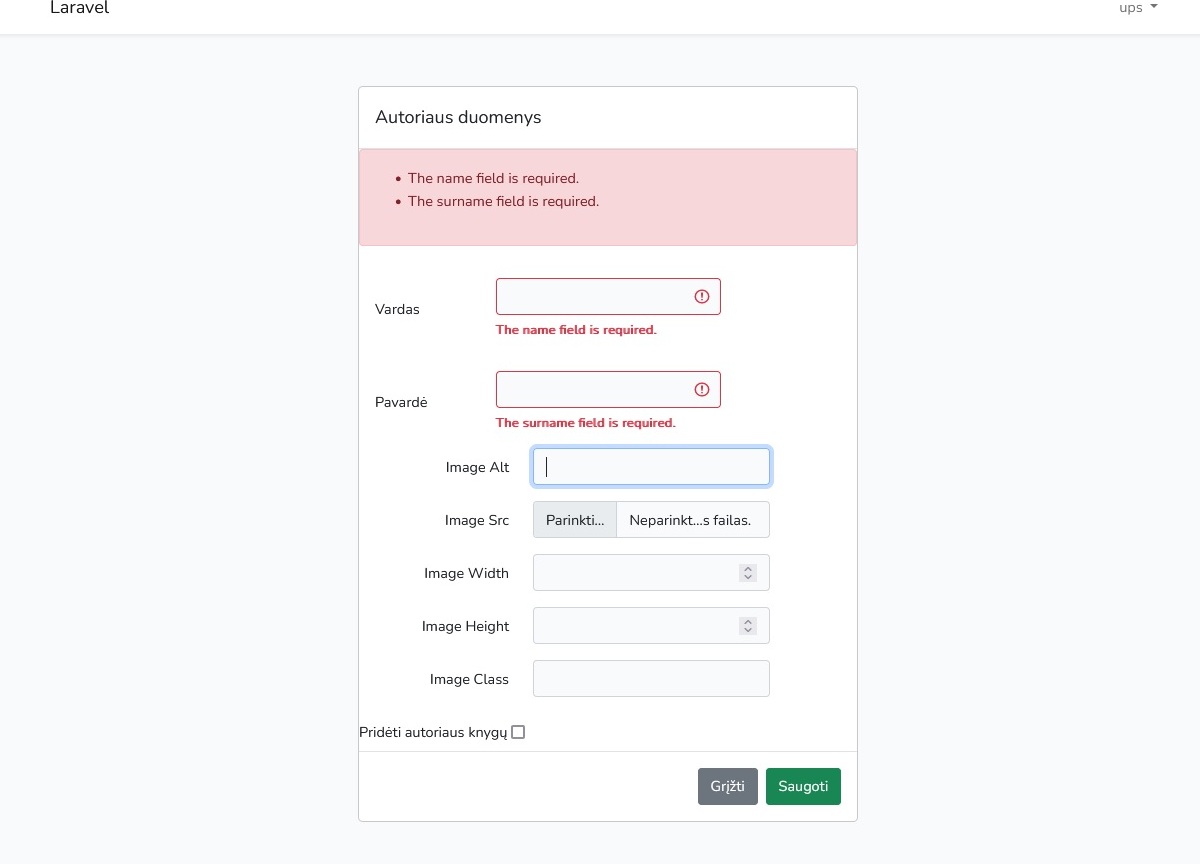 Laravel
ups
Autoriaus duomenys
The name field is required.
The surname field is required.
Vardas
The name field is required.
Pavardė
The surname field is required.
Image Alt
Image Src Parinkti... Neparinkt...s failas.
Image Width
Image Height
Image Class
Pridėti autoriaus knygų
Grįžti Saugoti